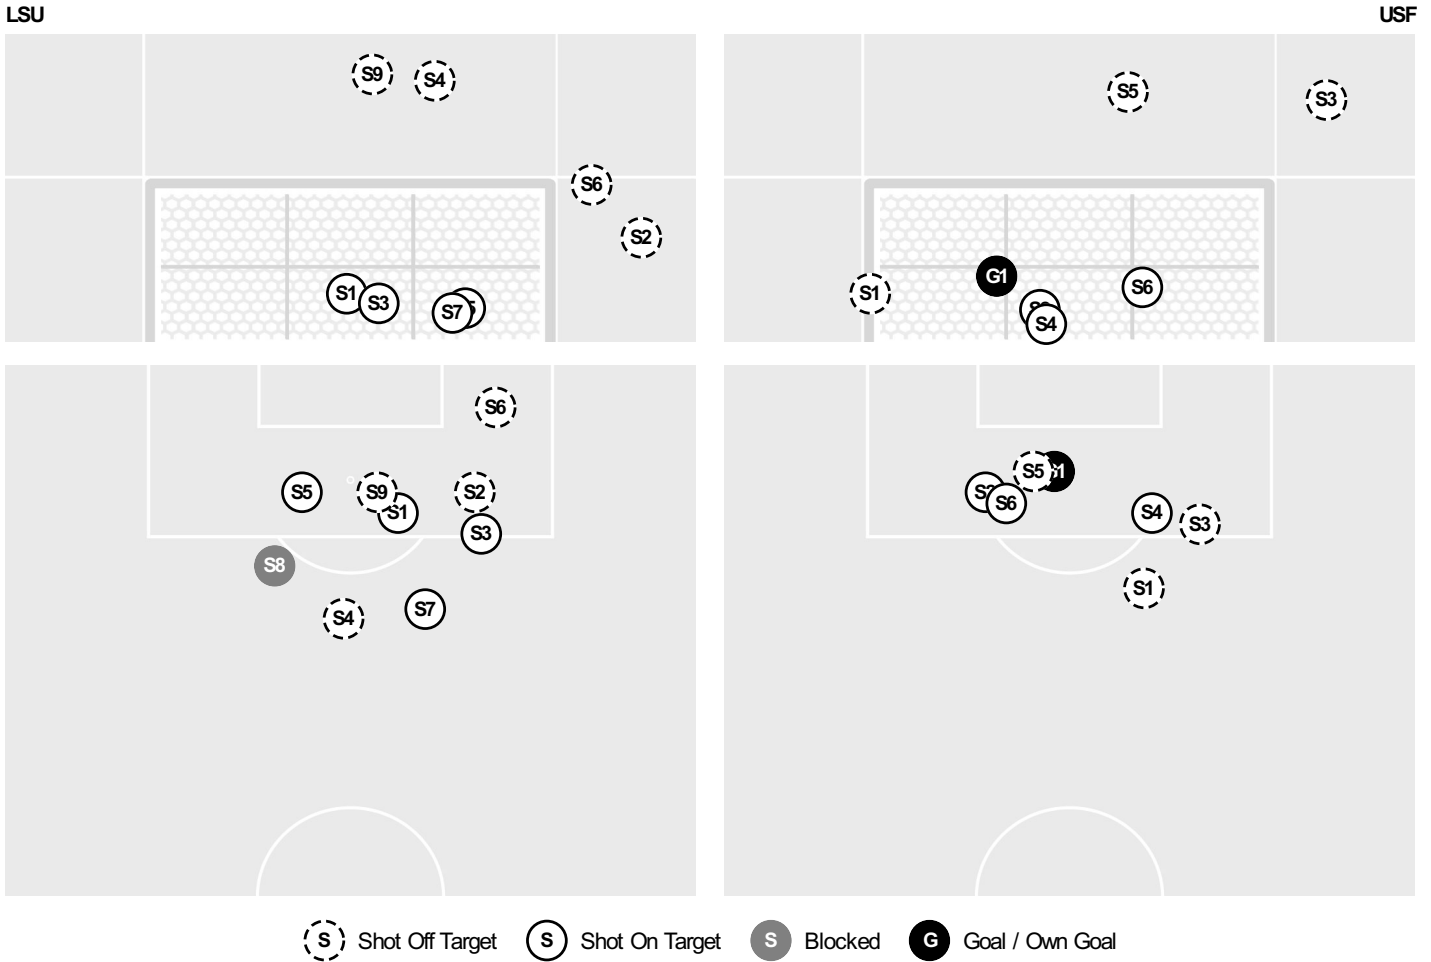 LSU USF
S9 S4 S5 S3
S6
S2
S1 S3 S7 S1 G1 S6
S4
S6
S5 S9 S2 S5
S1 S3 S6 S4 S3
S8
S4 S7 S1
S Shot Off Target S Shot On Target S Blocked G Goal / Own Goal